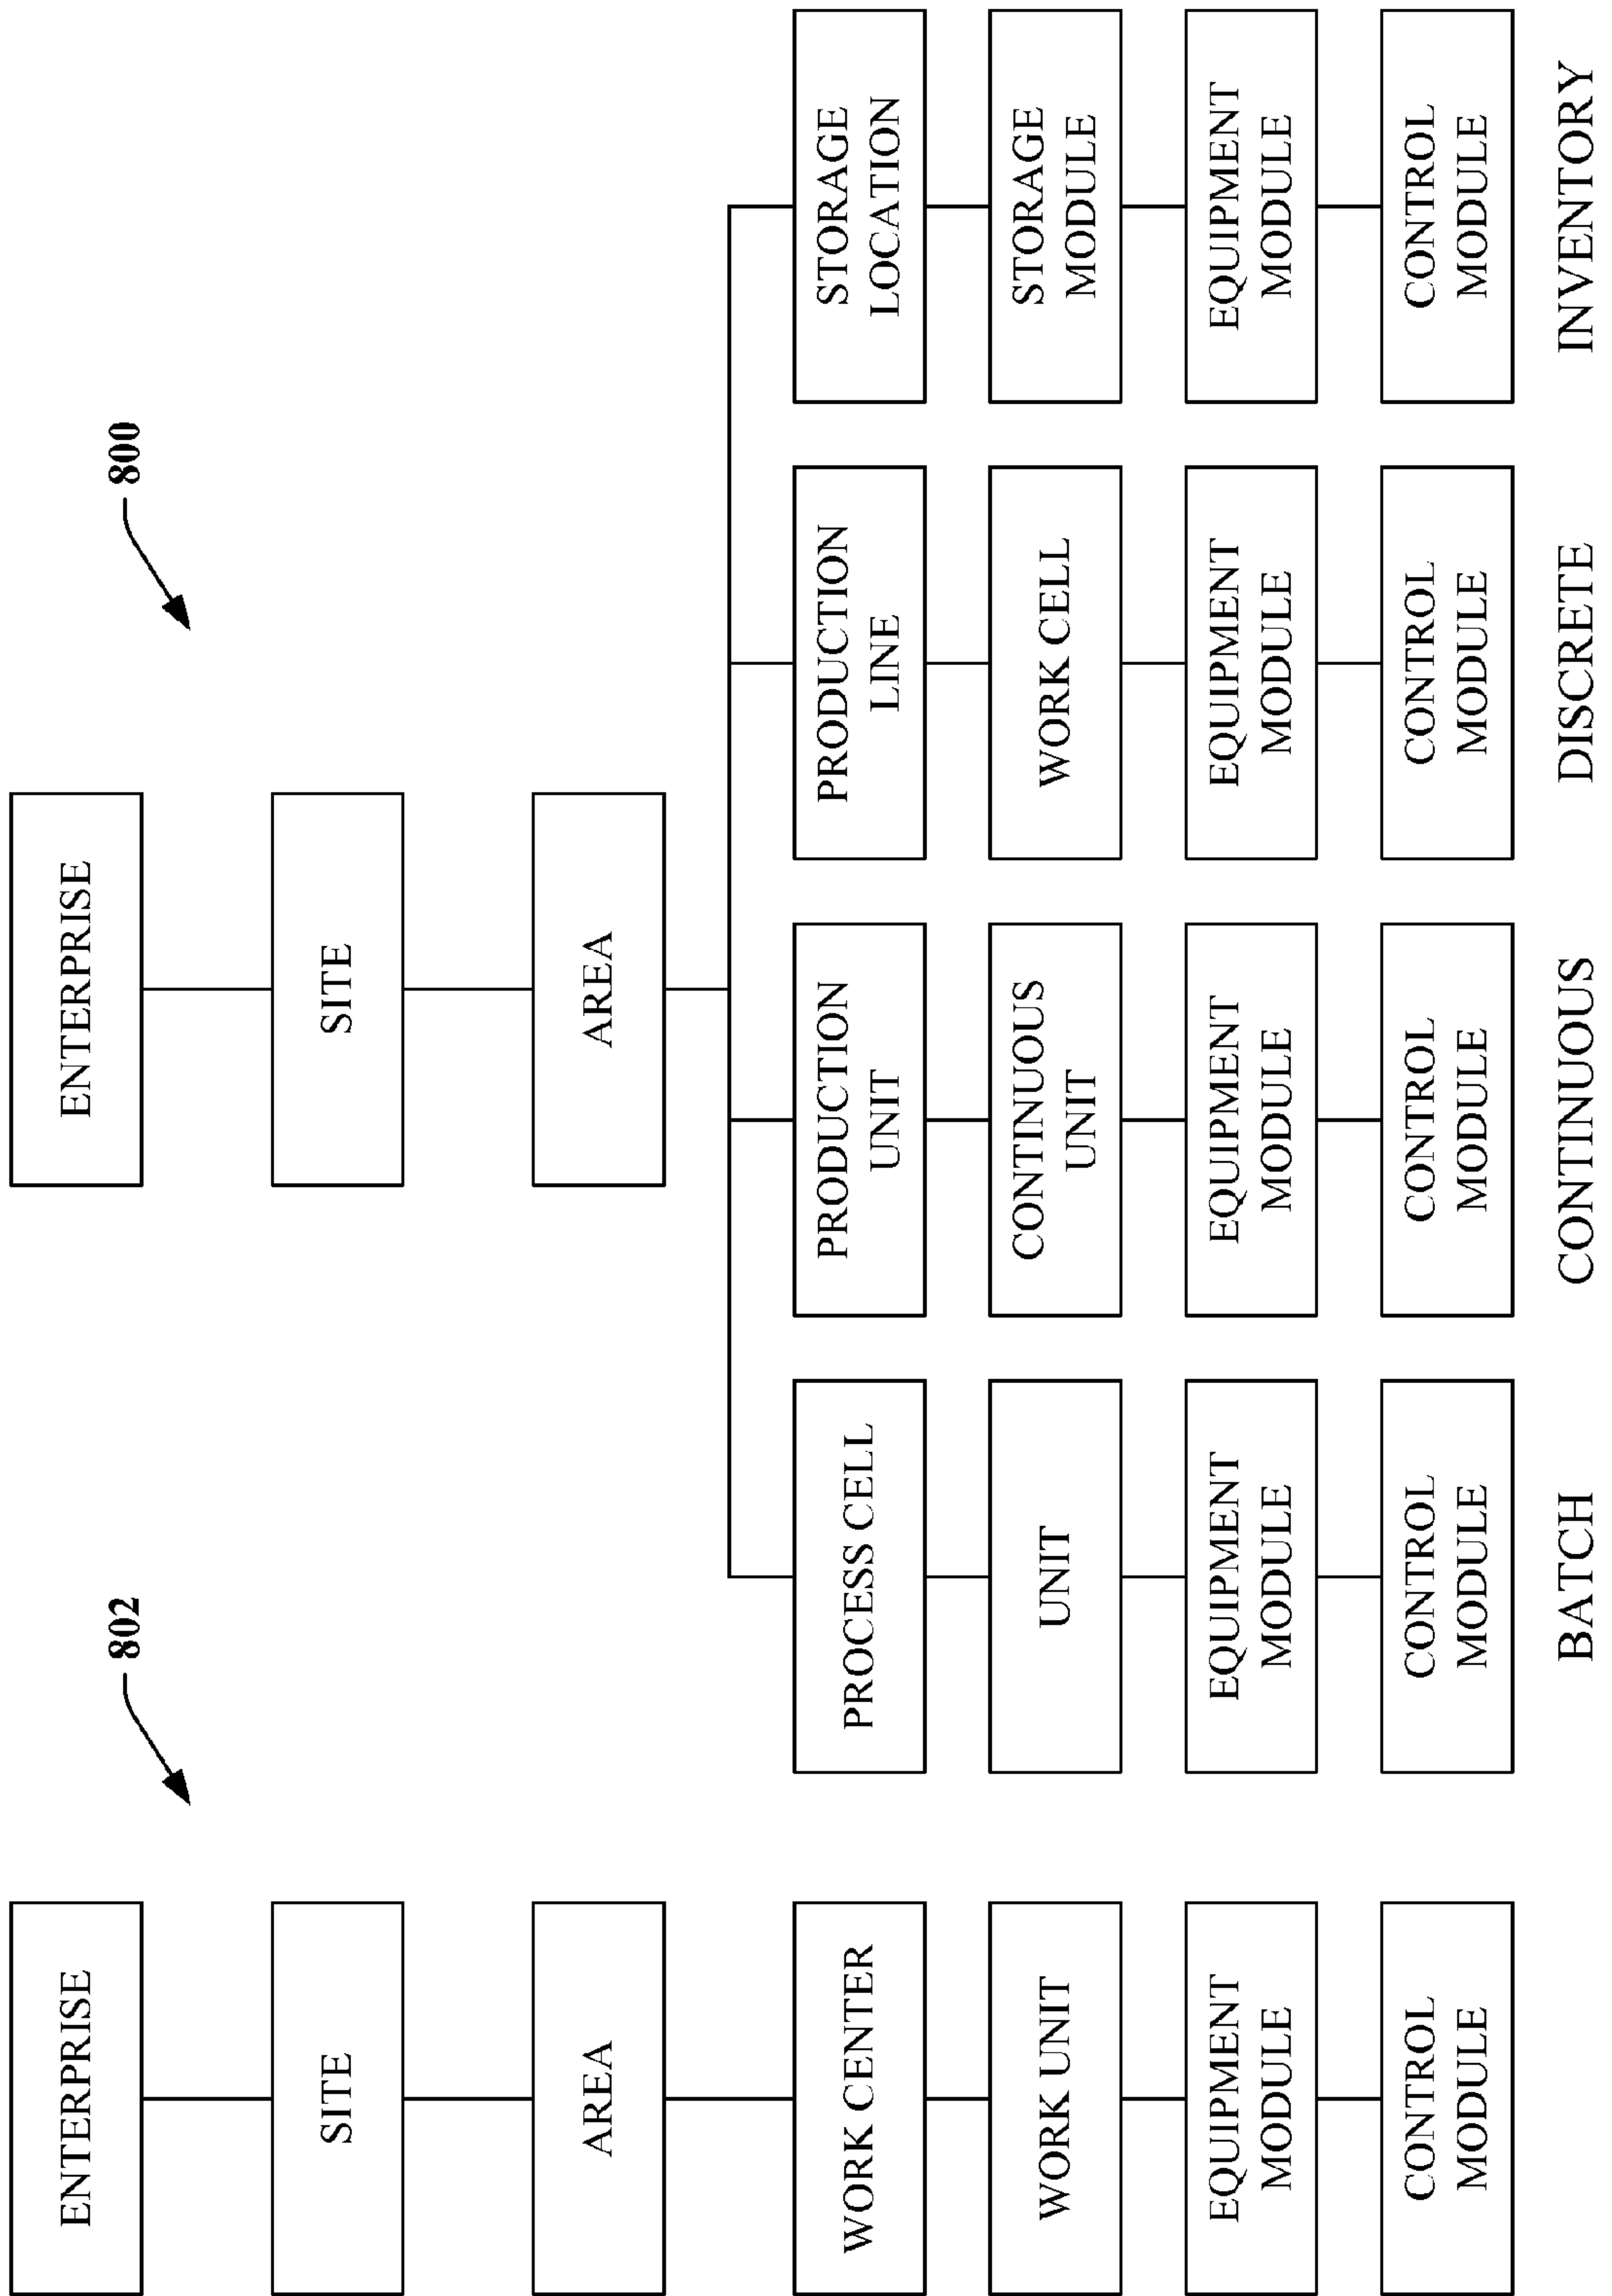 802
ENTERPRISE
SITE
AREA
WORK CENTER
WORK UNIT
EQUIPMENT
MODULE
CONTROL
MODULE
800
ENTERPRISE
SITE
AREA
PROCESS CELL
UNIT
EQUIPMENT
MODULE
CONTROL
MODULE
BATCH
PRODUCTION
UNIT
CONTINUOUS
UNIT
EQUIPMENT
MODULE
CONTROL
MODULE
CONTINUOUS
PRODUCTION
LINE
WORK CELL
EQUIPMENT
MODULE
CONTROL
MODULE
DISCRETE
STORAGE
LOCATION
STORAGE
MODULE
EQUIPMENT
MODULE
CONTROL
MODULE
INVENTORY